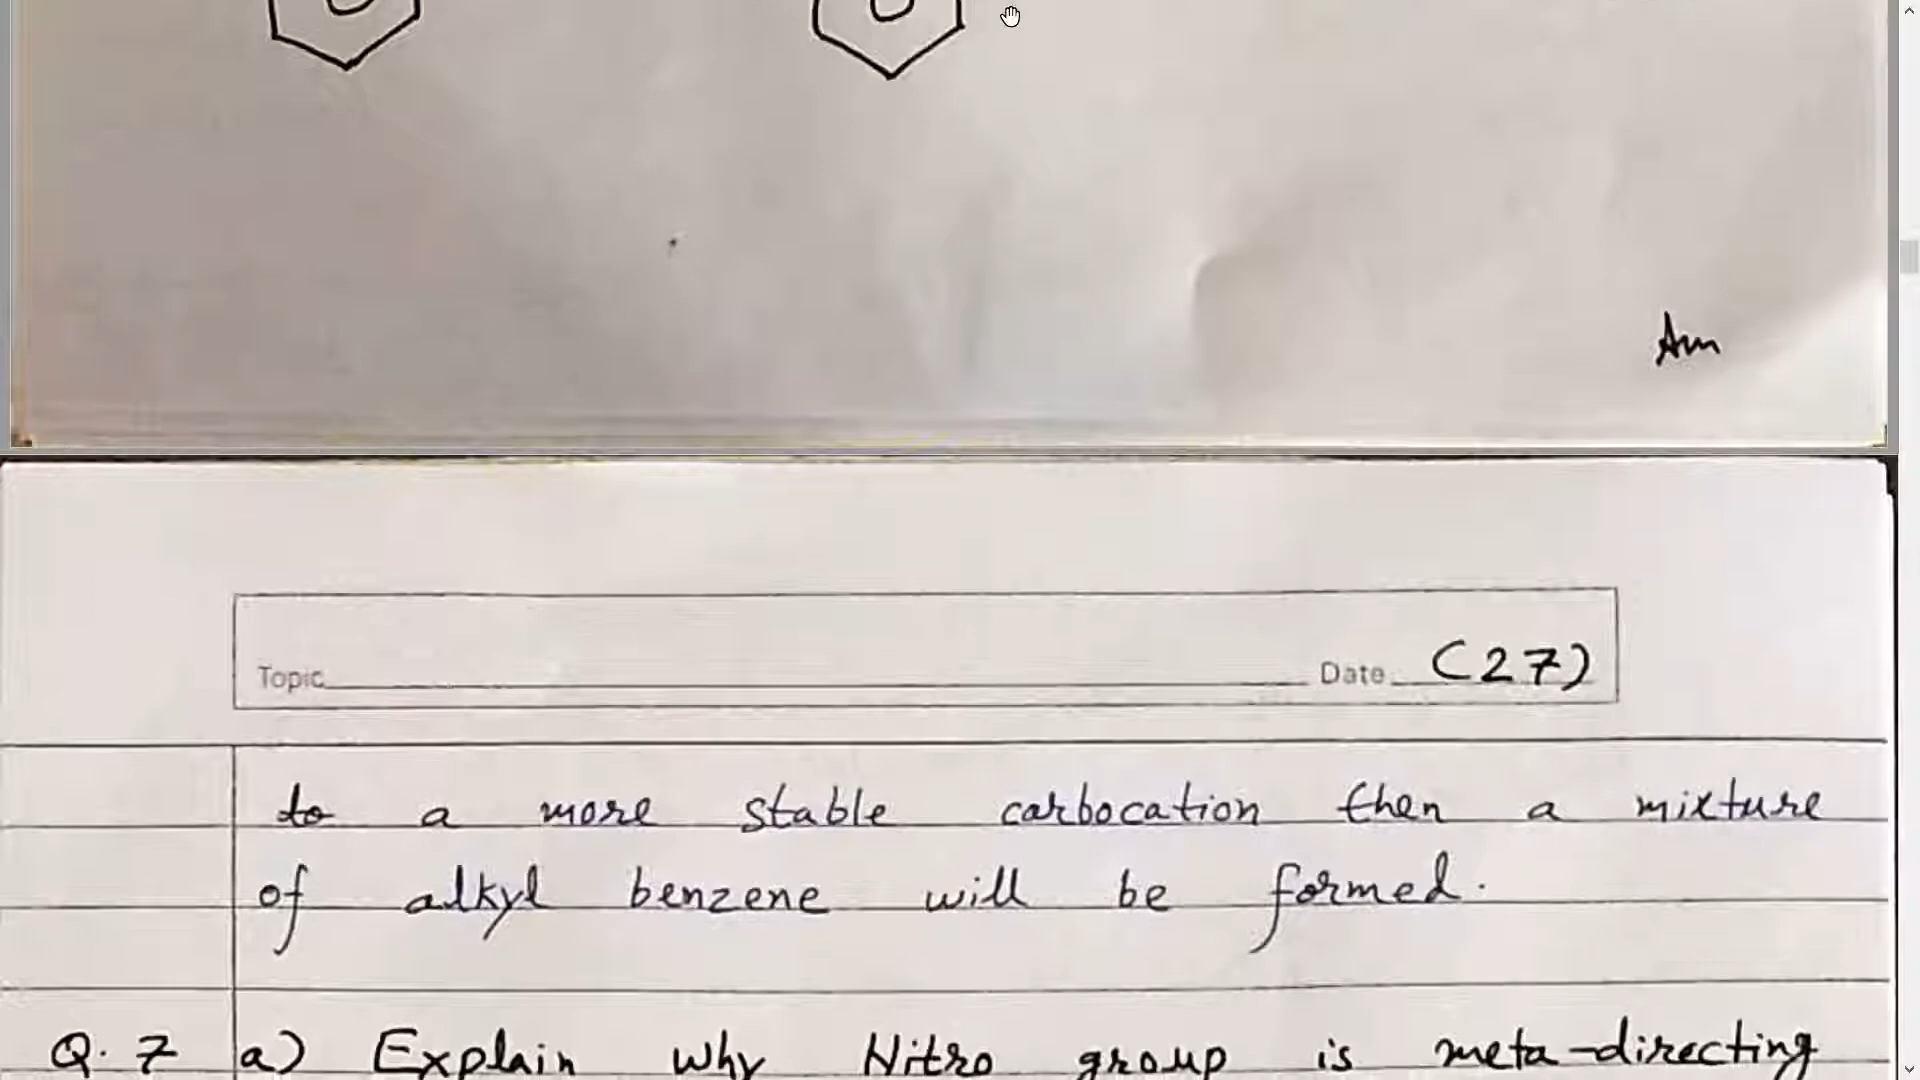 Ans
Topic Date (27)
to a more stable carbocation then a mixture
of alkyl benzene will be formed.
Q.7 a) Explain why Nitro group is meta-directing